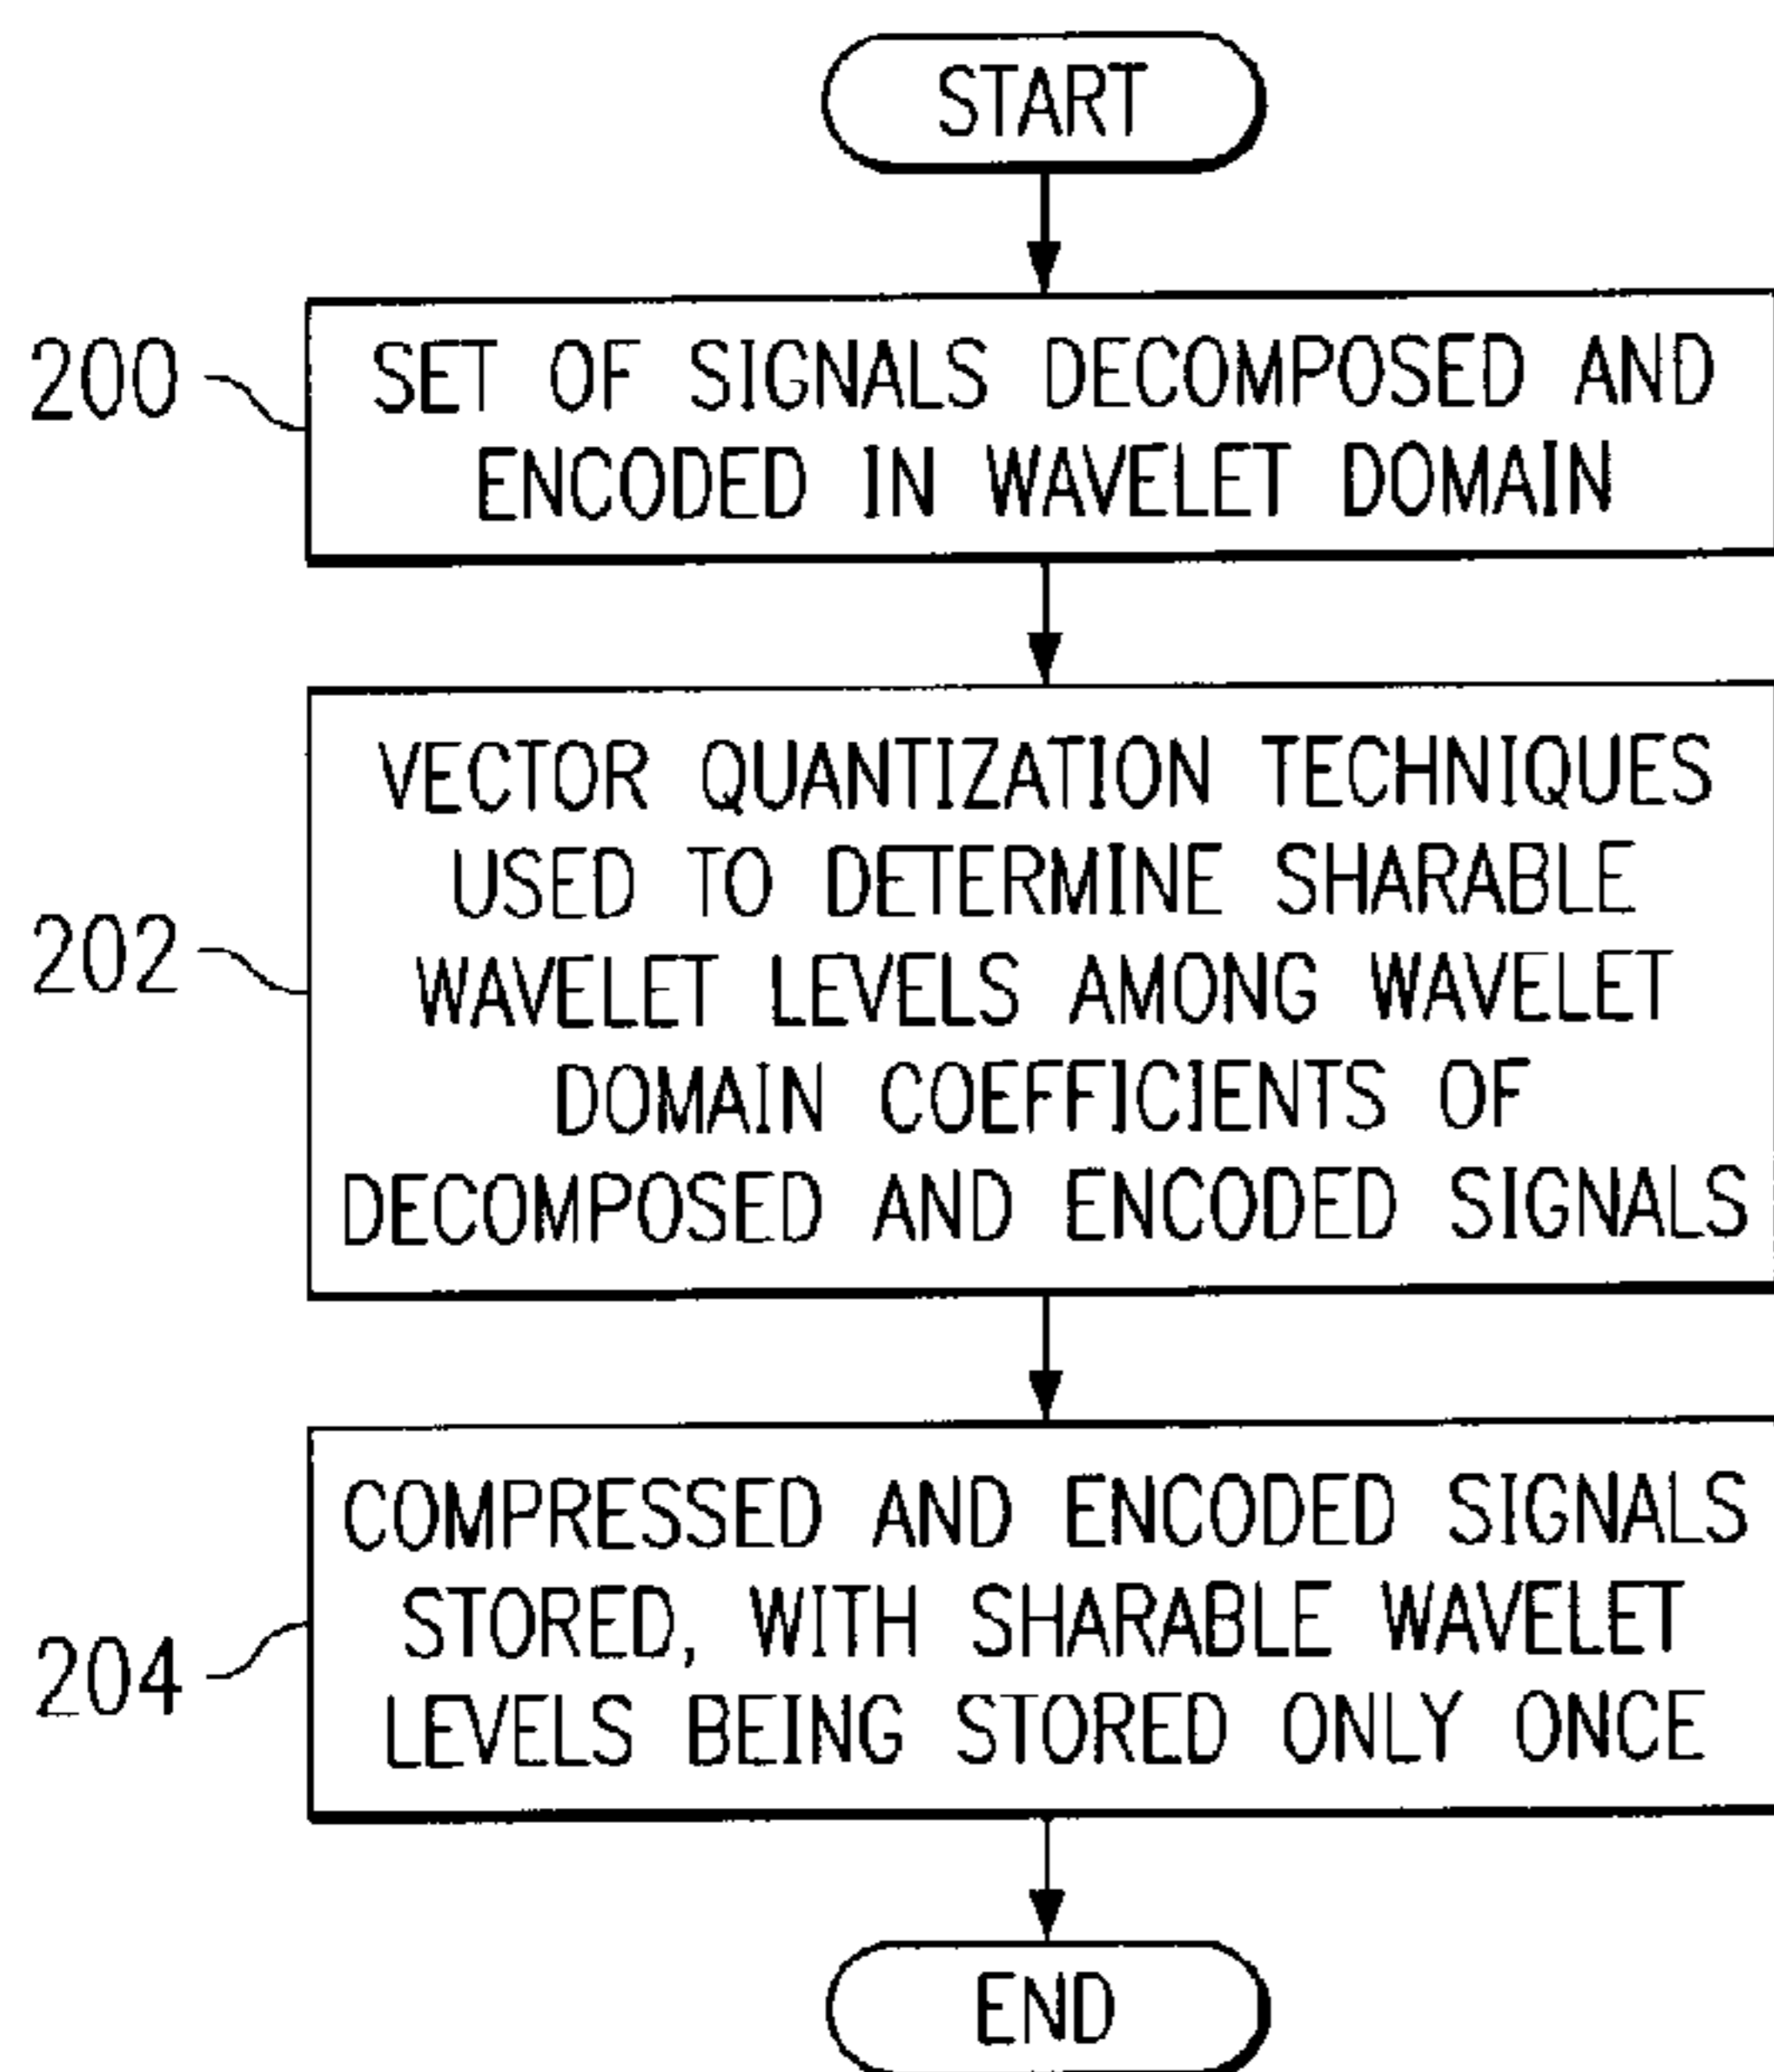 START
200
SET OF SIGNALS DECOMPOSED AND
ENCODED IN WAVELET DOMAIN
202
VECTOR QUANTIZATION TECHNIQUES
USED TO DETERMINE SHARABLE
WAVELET LEVELS AMONG WAVELET
DOMAIN COEFFICIENTS OF
DECOMPOSED AND ENCODED SIGNALS
204
COMPRESSED AND ENCODED SIGNALS
STORED, WITH SHARABLE WAVELET
LEVELS BEING STORED ONLY ONCE
END